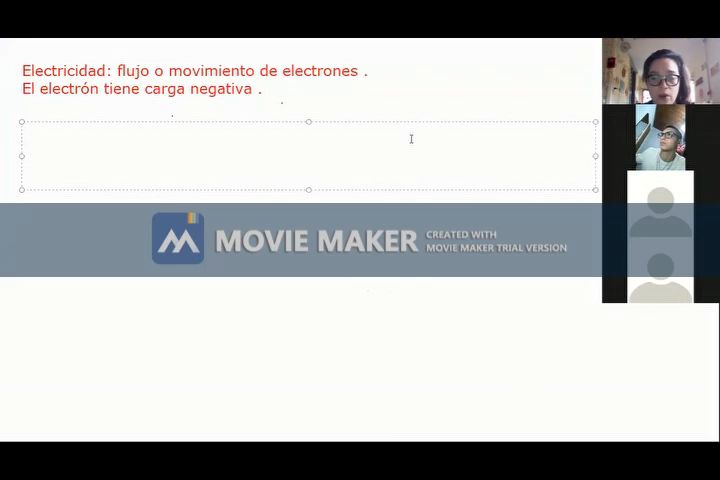 Electricidad: flujo o movimiento de electrones .
El electrón tiene carga negativa .
MOVIE MAKER
CREATED WITH
MOVIE MAKER TRIAL VERSION